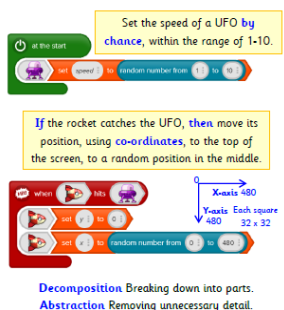 Set the speed of a UFO by
chance, within the range of 1-10.
at the start
set speed to random number from 1 to 10
If the rocket catches the UFO, then move its
position, using co-ordinates, to the top of
the screen, to a random position in the middle.
when hits
0
X-axis 480
Y-axis Each square
480 32 x 32
set y to 0
set x to random number from 0 to 480
Decomposition Breaking down into parts.
Abstraction Removing unnecessary detail.